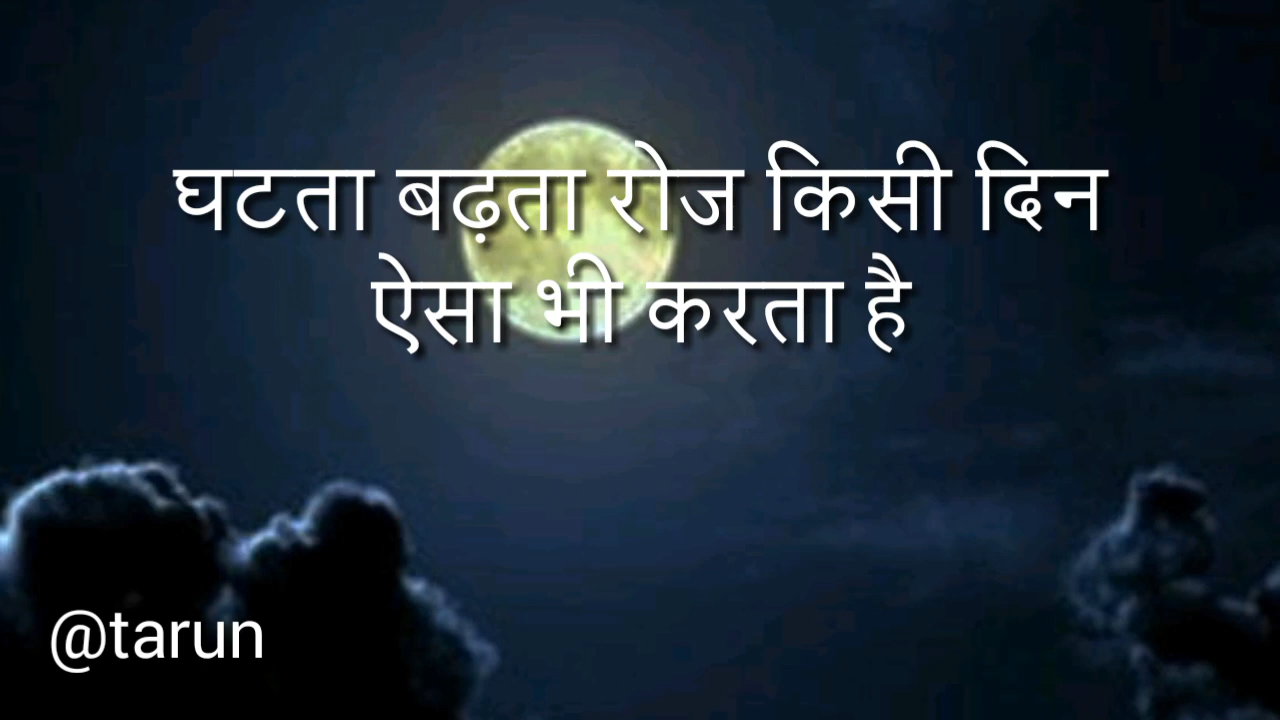 घटता बढ़ता रोज किसी दिन
ऐसा भी करता है
@tarun